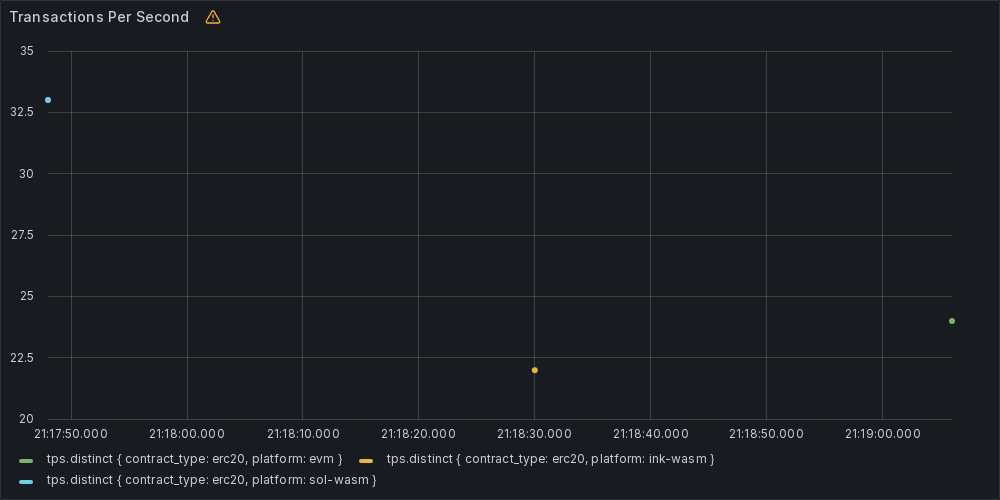 Transactions Per Second
35
32.5
30
27.5
25
22.5
20
21:17:50.000 21:18:00.000 21:18:10.000 21:18:20.000 21:18:30.000 21:18:40.000 21:18:50.000 21:19:00.000
tps.distinct { contract_type: erc20, platform: evm } tps.distinct { contract_type: erc20, platform: ink-wasm }
tps.distinct { contract_type: erc20, platform: sol-wasm }